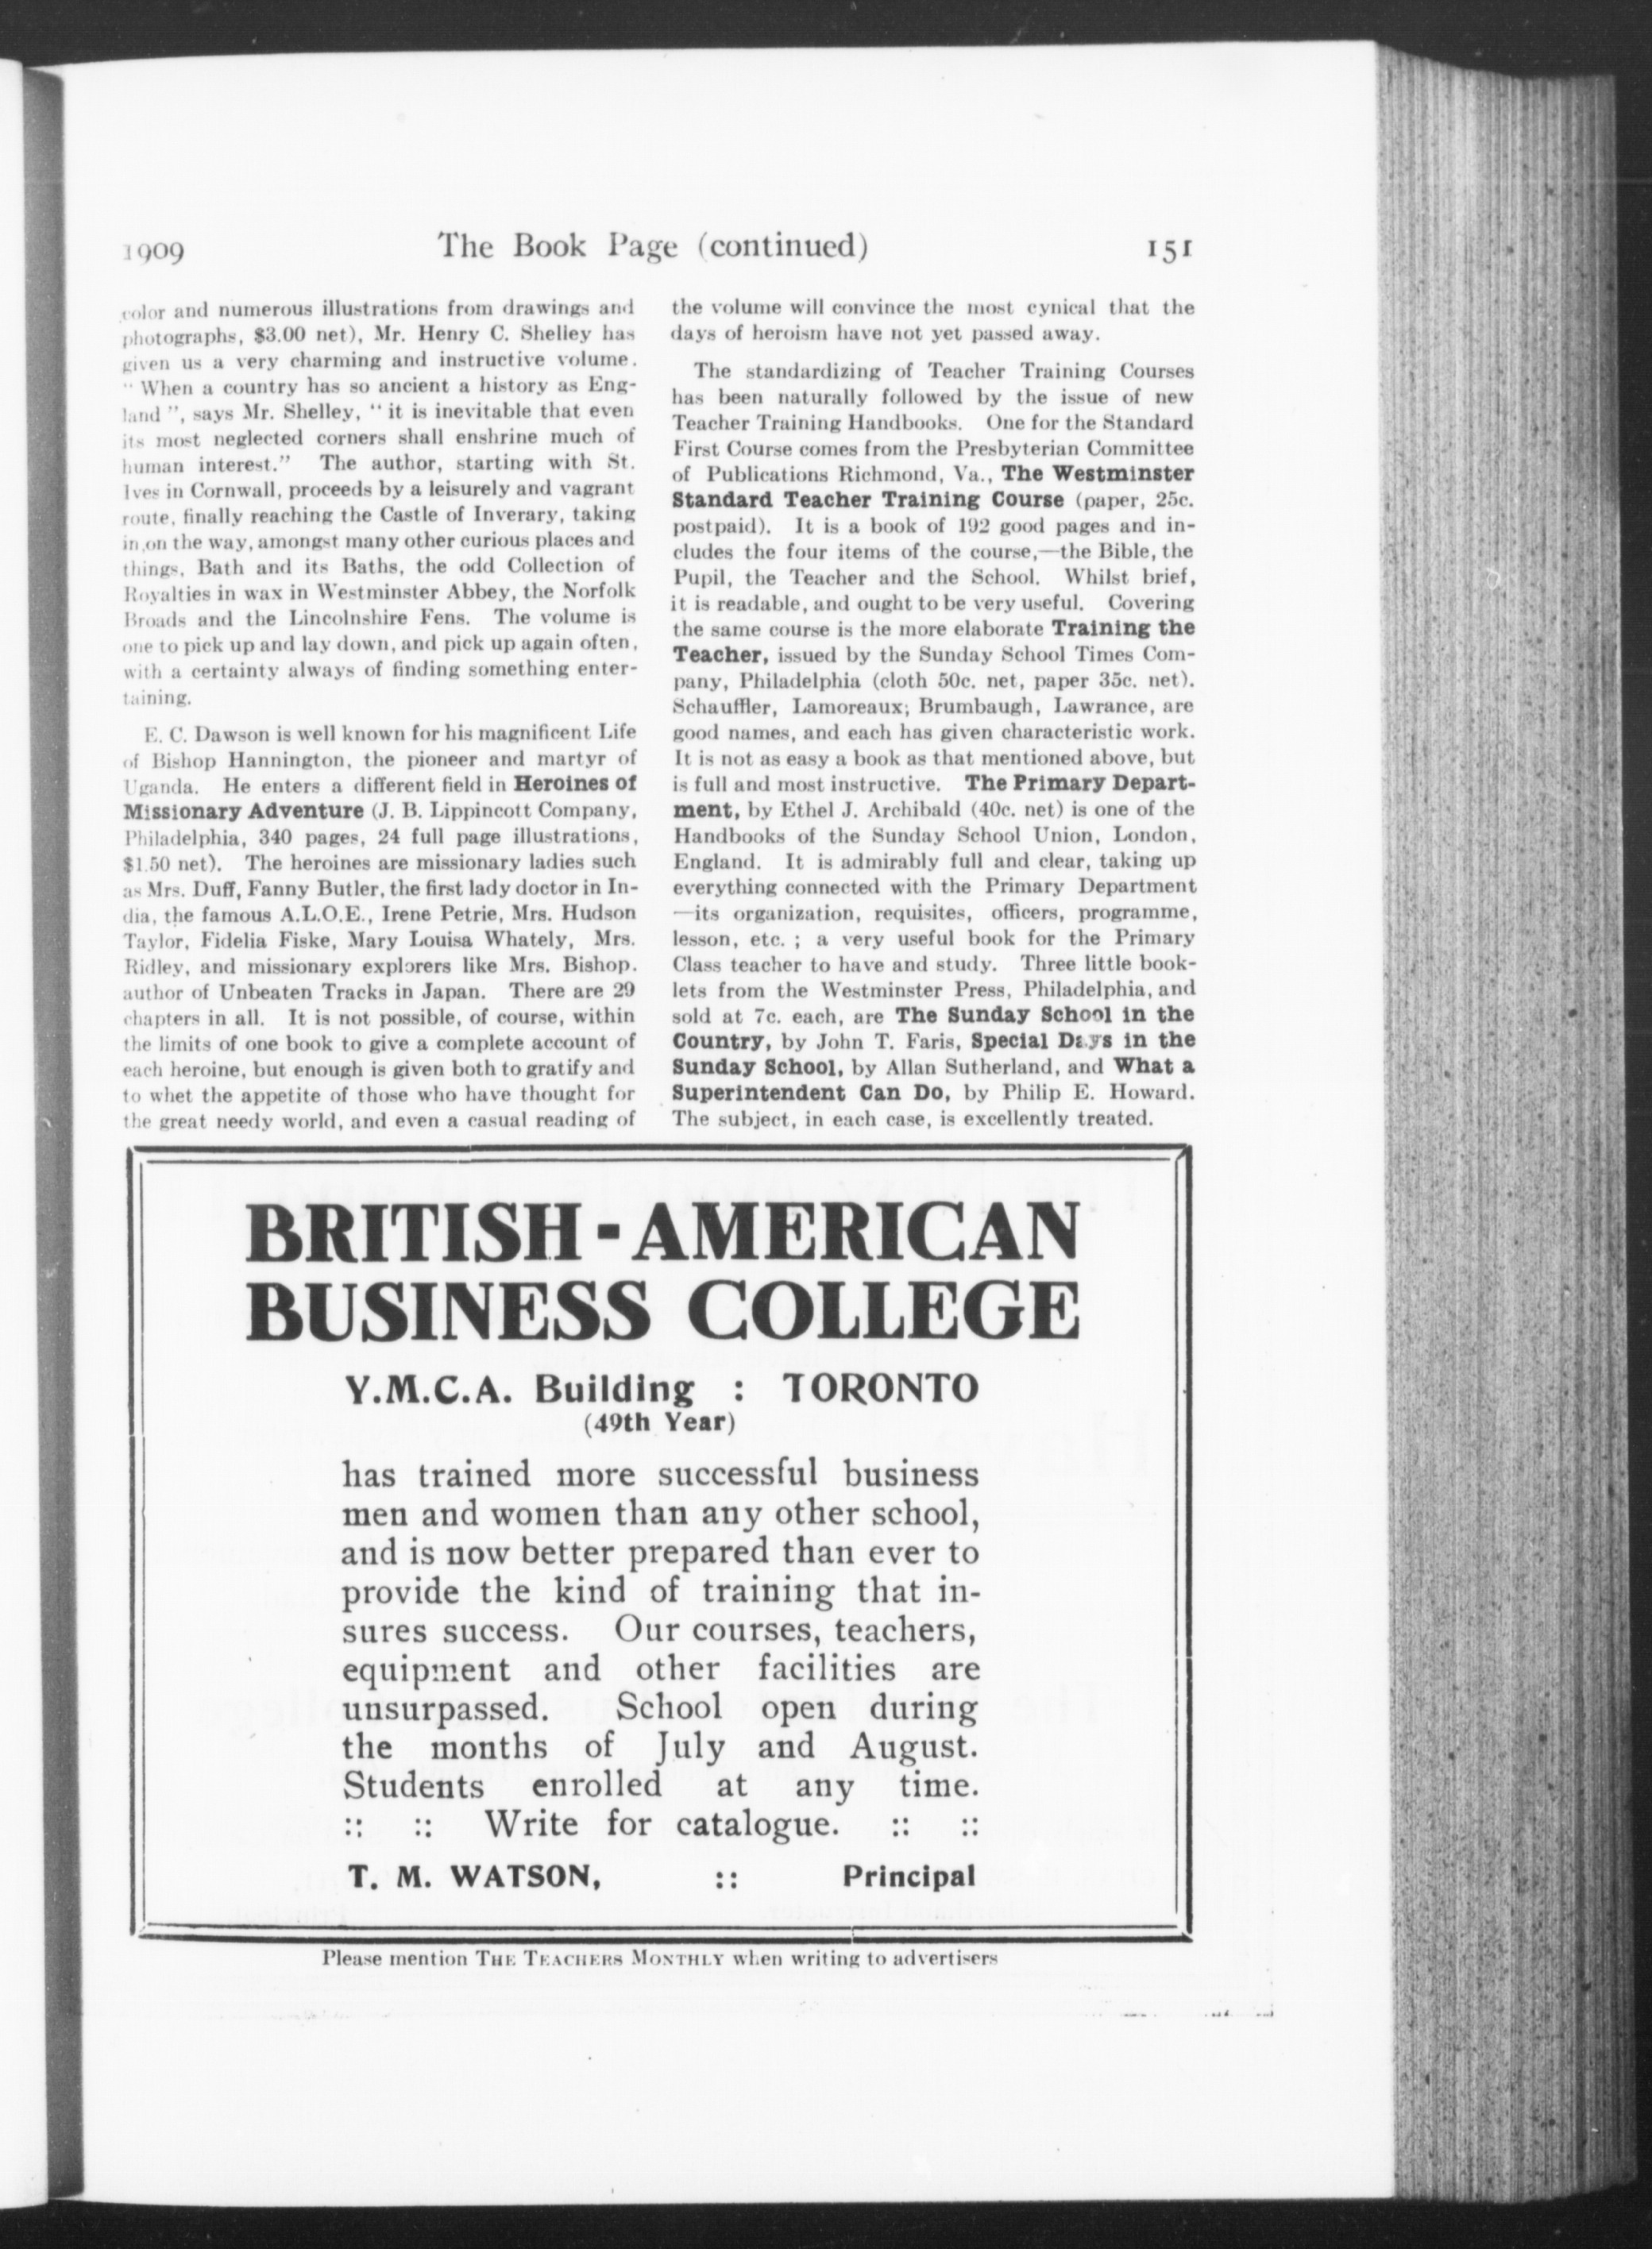 1909
The Book Page (continued)
151
color and numerous illustrations from drawings and
photographs, $3.00 net), Mr. Henry C. Shelley has
given us a very charming and instructive volume.
“ When a country has so ancient a history as Eng-
land ”, says Mr. Shelley, “ it is inevitable that even
its most neglected corners shall enshrine much of
human interest.” The author, starting with St.
Ives in Cornwall, proceeds by a leisurely and vagrant
route, finally reaching the Castle of Inverary, taking
in,on the way, amongst many other curious places and
things, Bath and its Baths, the odd Collection of
Royalties in wax in Westminster Abbey, the Norfolk
Broads and the Lincolnshire Fens. The volume is
one to pick up and lay down, and pick up again often,
with a certainty always of finding something enter-
taining.
E. C. Dawson is well known for his magnificent Life
of Bishop Hannington, the pioneer and martyr of
Uganda. He enters a different field in Heroines of
Missionary Adventure (J. B. Lippincott Company,
Philadelphia, 340 pages, 24 full page illustrations,
$1.50 net). The heroines are missionary ladies such
as Mrs. Duff, Fanny Butler, the first lady doctor in In-
dia, the famous A.L.O.E., Irene Petrie, Mrs. Hudson
Taylor, Fidelia Fiske, Mary Louisa Whately, Mrs.
Ridley, and missionary explorers like Mrs. Bishop.
author of Unbeaten Tracks in Japan. There are 29
chapters in all. It is not possible, of course, within
the limits of one book to give a complete account of
each heroine, but enough is given both to gratify and
to whet the appetite of those who have thought for
the great needy world, and even a casual reading of
the volume will convince the most cynical that the
days of heroism have not yet passed away.
The standardizing of Teacher Training Courses
has been naturally followed by the issue of new
Teacher Training Handbooks. One for the Standard
First Course comes from the Presbyterian Committee
of Publications Richmond, Va., The Westminster
Standard Teacher Training Course (paper, 25c.
postpaid). It is a book of 192 good pages and in-
cludes the four items of the course,—the Bible, the
Pupil, the Teacher and the School. Whilst brief,
it is readable, and ought to be very useful. Covering
the same course is the more elaborate Training the
Teacher, issued by the Sunday School Times Com-
pany, Philadelphia (cloth 50c. net, paper 35c. net).
Schauffler, Lamoreaux; Brumbaugh, Lawrance, are
good names, and each has given characteristic work.
It is not as easy a book as that mentioned above, but
is full and most instructive. The Primary Depart-
ment, by Ethel J. Archibald (40c. net) is one of the
Handbooks of the Sunday School Union, London,
England. It is admirably full and clear, taking up
everything connected with the Primary Department
—its organization, requisites, officers, programme,
lesson, etc. ; a very useful book for the Primary
Class teacher to have and study. Three little book-
lets from the Westminster Press, Philadelphia, and
sold at 7c. each, are The Sunday School in the
Country, by John T. Faris, Special Days in the
Sunday School, by Allan Sutherland, and What a
Superintendent Can Do, by Philip E. Howard.
The subject, in each case, is excellently treated.
BRITISH-AMERICAN
BUSINESS COLLEGE
Y.M.C.A. Building : TORONTO
(49th Year)
has trained more successful business
men and women than any other school,
and is now better prepared than ever to
provide the kind of training that in-
sures success. Our courses, teachers,
equipment and other facilities are
unsurpassed. School open during
the months of July and August.
Students enrolled at any time.
:: :: Write for catalogue. :: ::
T. M. WATSON, :: Principal
Please mention THE TEACHERS MONTHLY when writing to advertisers